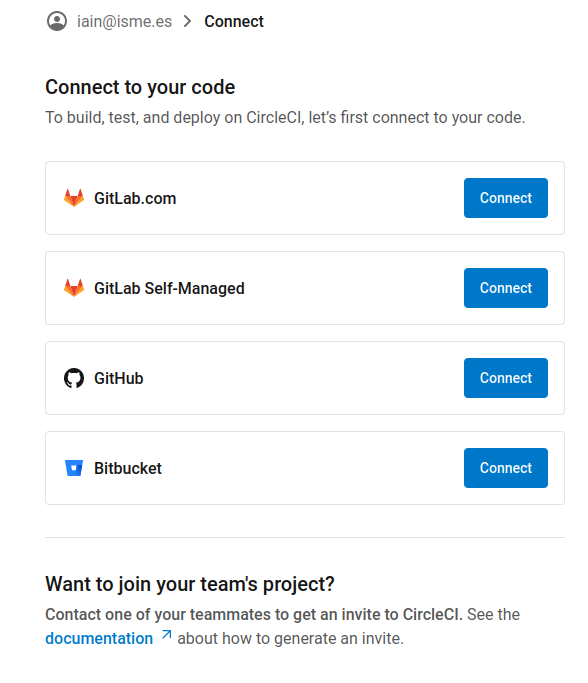 iain@isme.es > Connect
Connect to your code
To build, test, and deploy on CircleCI, let's first connect to your code.
GitLab.com Connect
GitLab Self-Managed Connect
GitHub Connect
Bitbucket Connect
Want to join your team's project?
Contact one of your teammates to get an invite to CircleCI. See the
documentation about how to generate an invite.